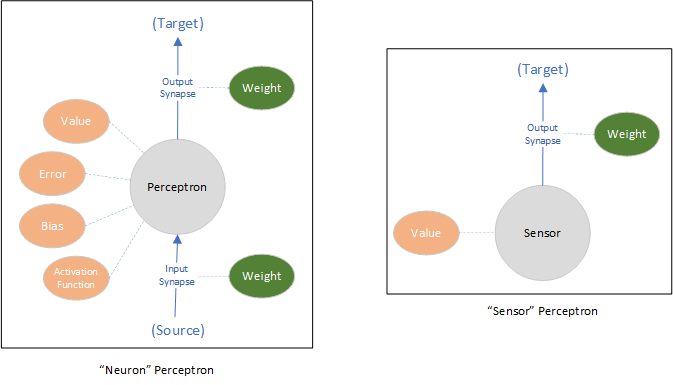 (Target)
Output
Synapse
Weight
Value
Error
Perceptron
Bias
Activation
Function
Input
Synapse
Weight
(Source)
“Neuron” Perceptron
(Target)
Output
Synapse
Weight
Value
Sensor
“Sensor” Perceptron